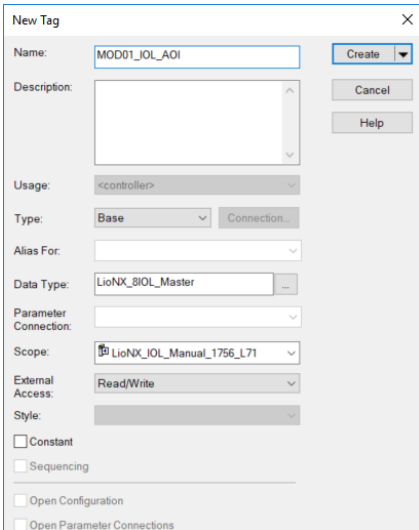 New Tag
Name: MOD01_IOL_AOI Create
Description: Cancel
Help
Usage: <controller>
Type: Base Connection...
Alias For:
Data Type: LioNX_8IOL_Master ...
Parameter
Connection:
Scope: LioNX_IOL_Manual_1756_L71
External
Access: Read/Write
Style:
Constant
Sequencing
Open Configuration
Open Parameter Connections